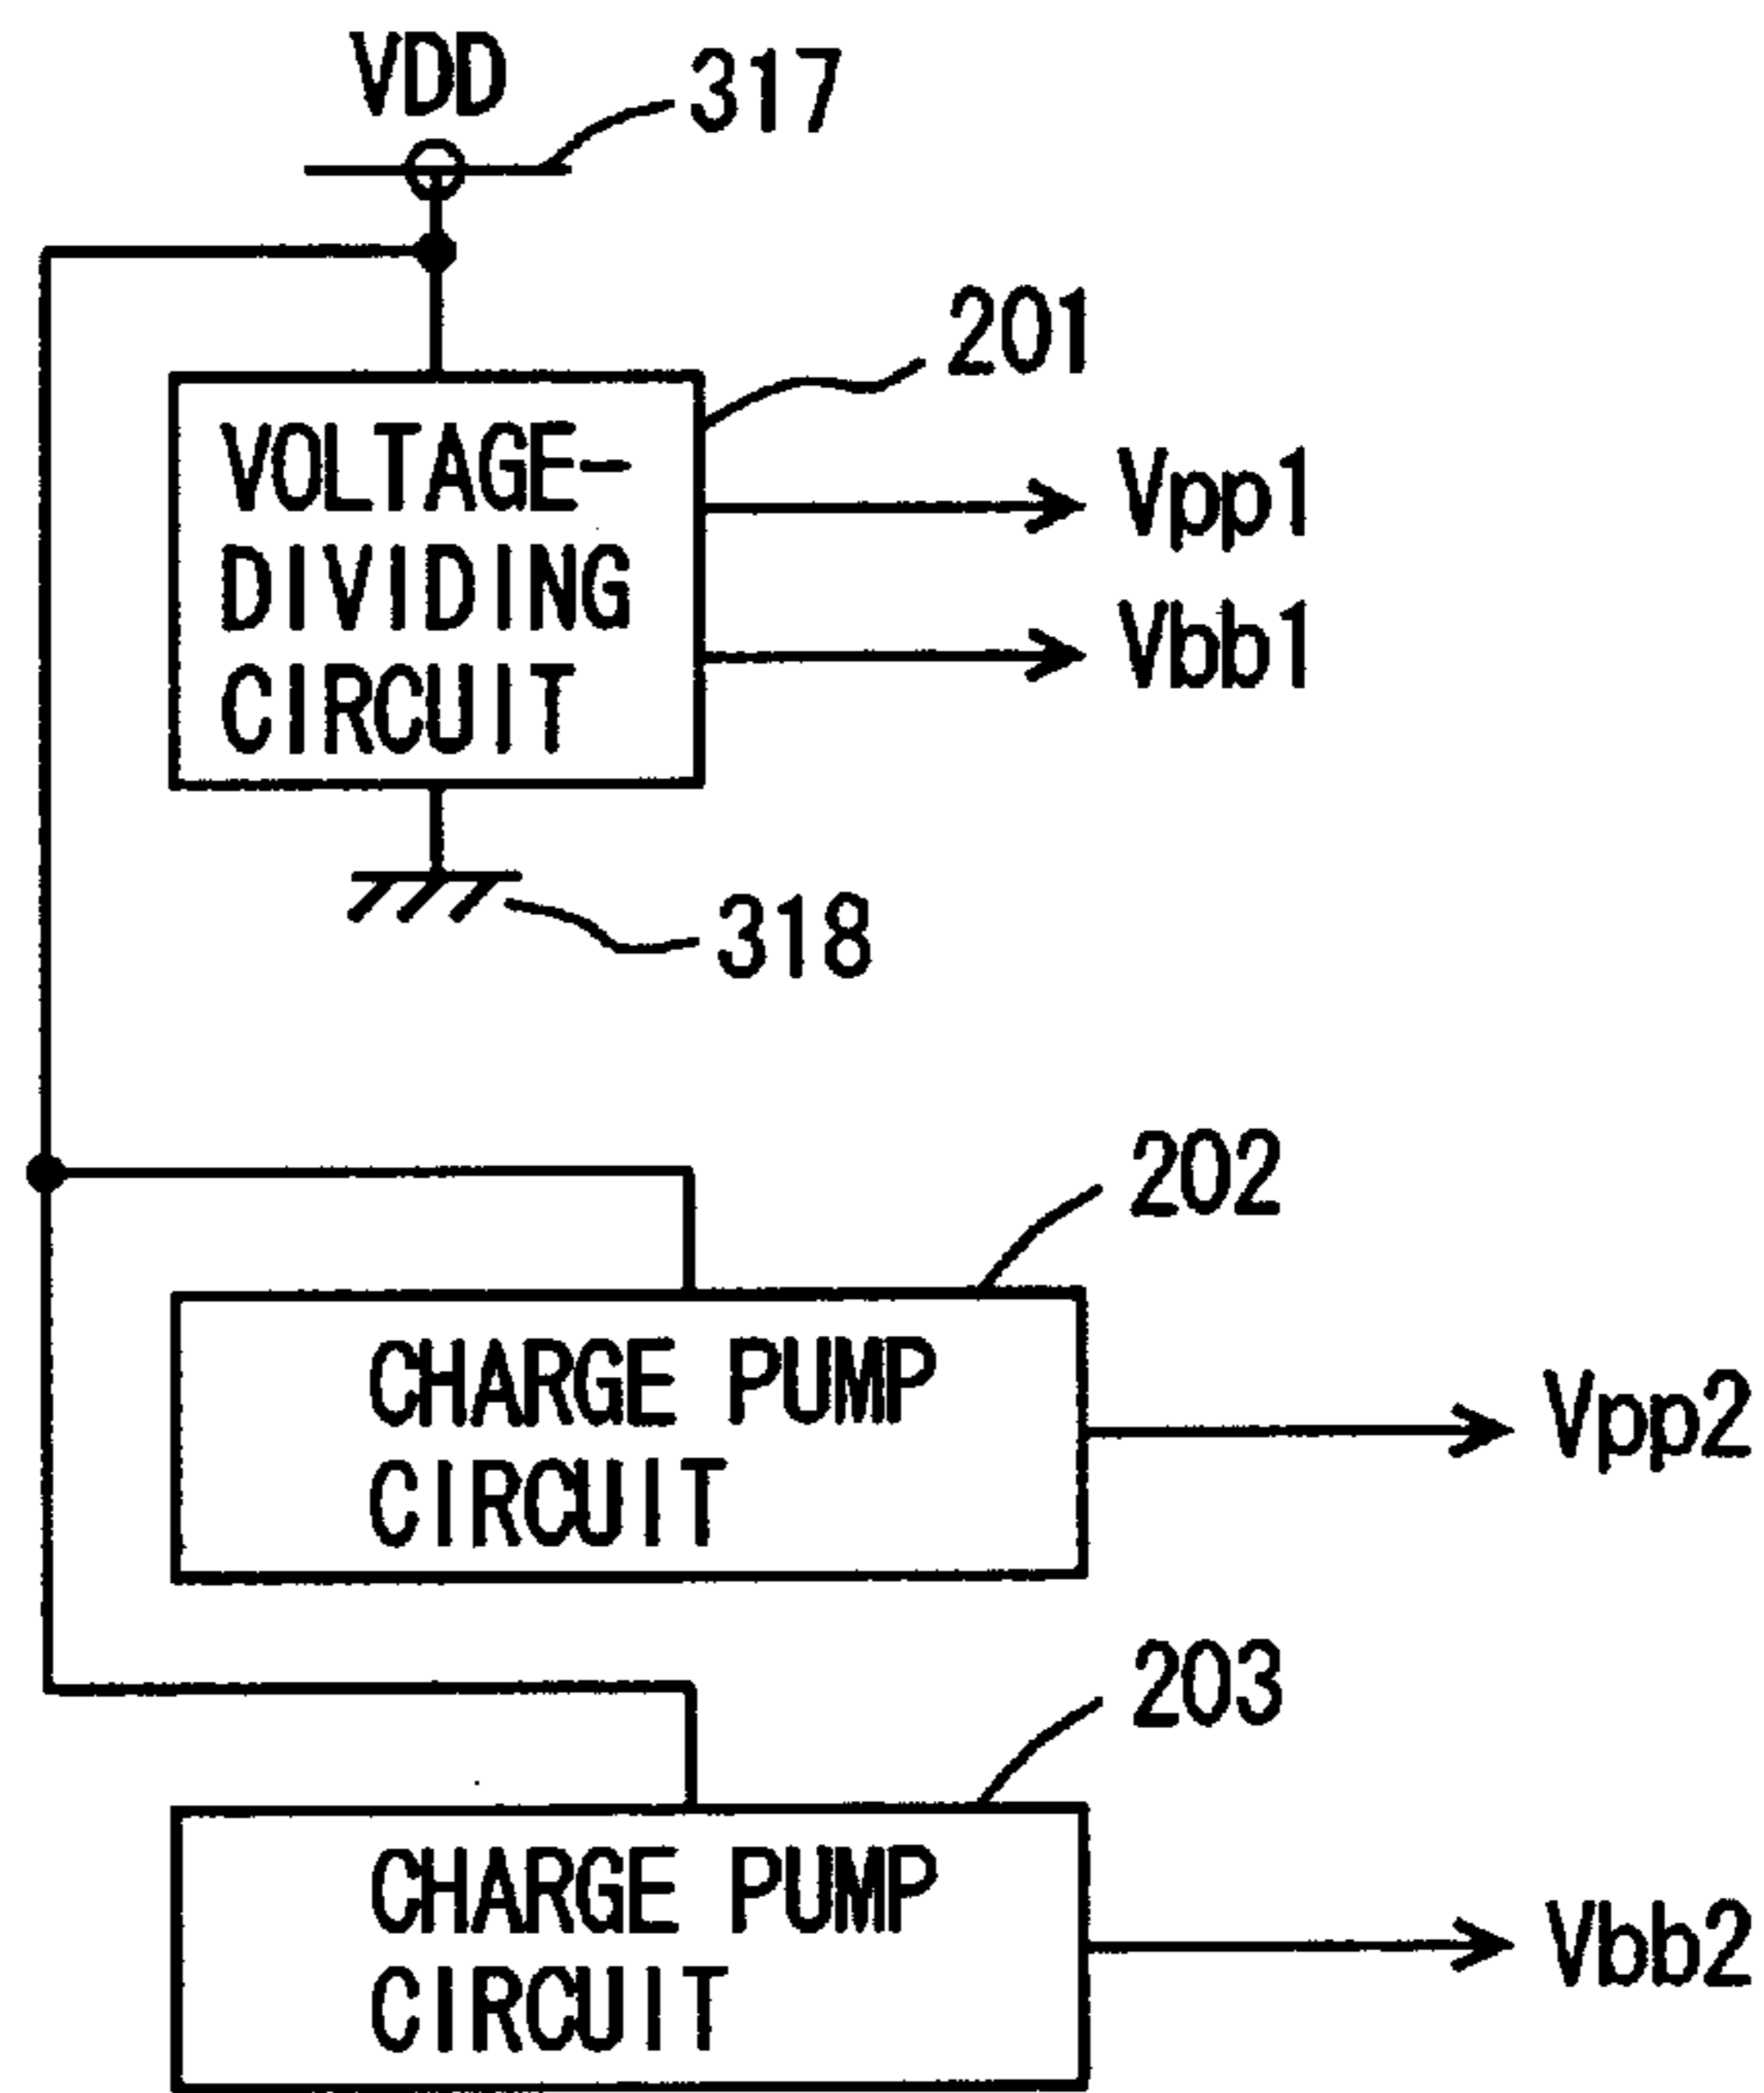 VDD
317
201
VOLTAGE-
DIVIDING
CIRCUIT
Vpp1
Vbb1
318
202
CHARGE PUMP
CIRCUIT
Vpp2
203
CHARGE PUMP
CIRCUIT
Vbb2